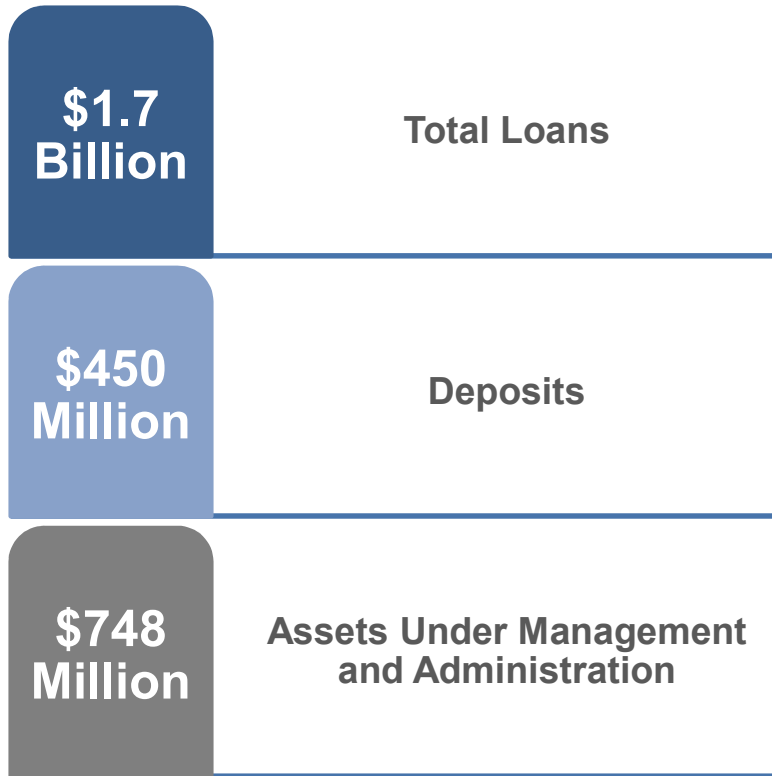 $1.7
Billion
Total Loans
$450
Million
Deposits
$748
Million
Assets Under Management
and Administration